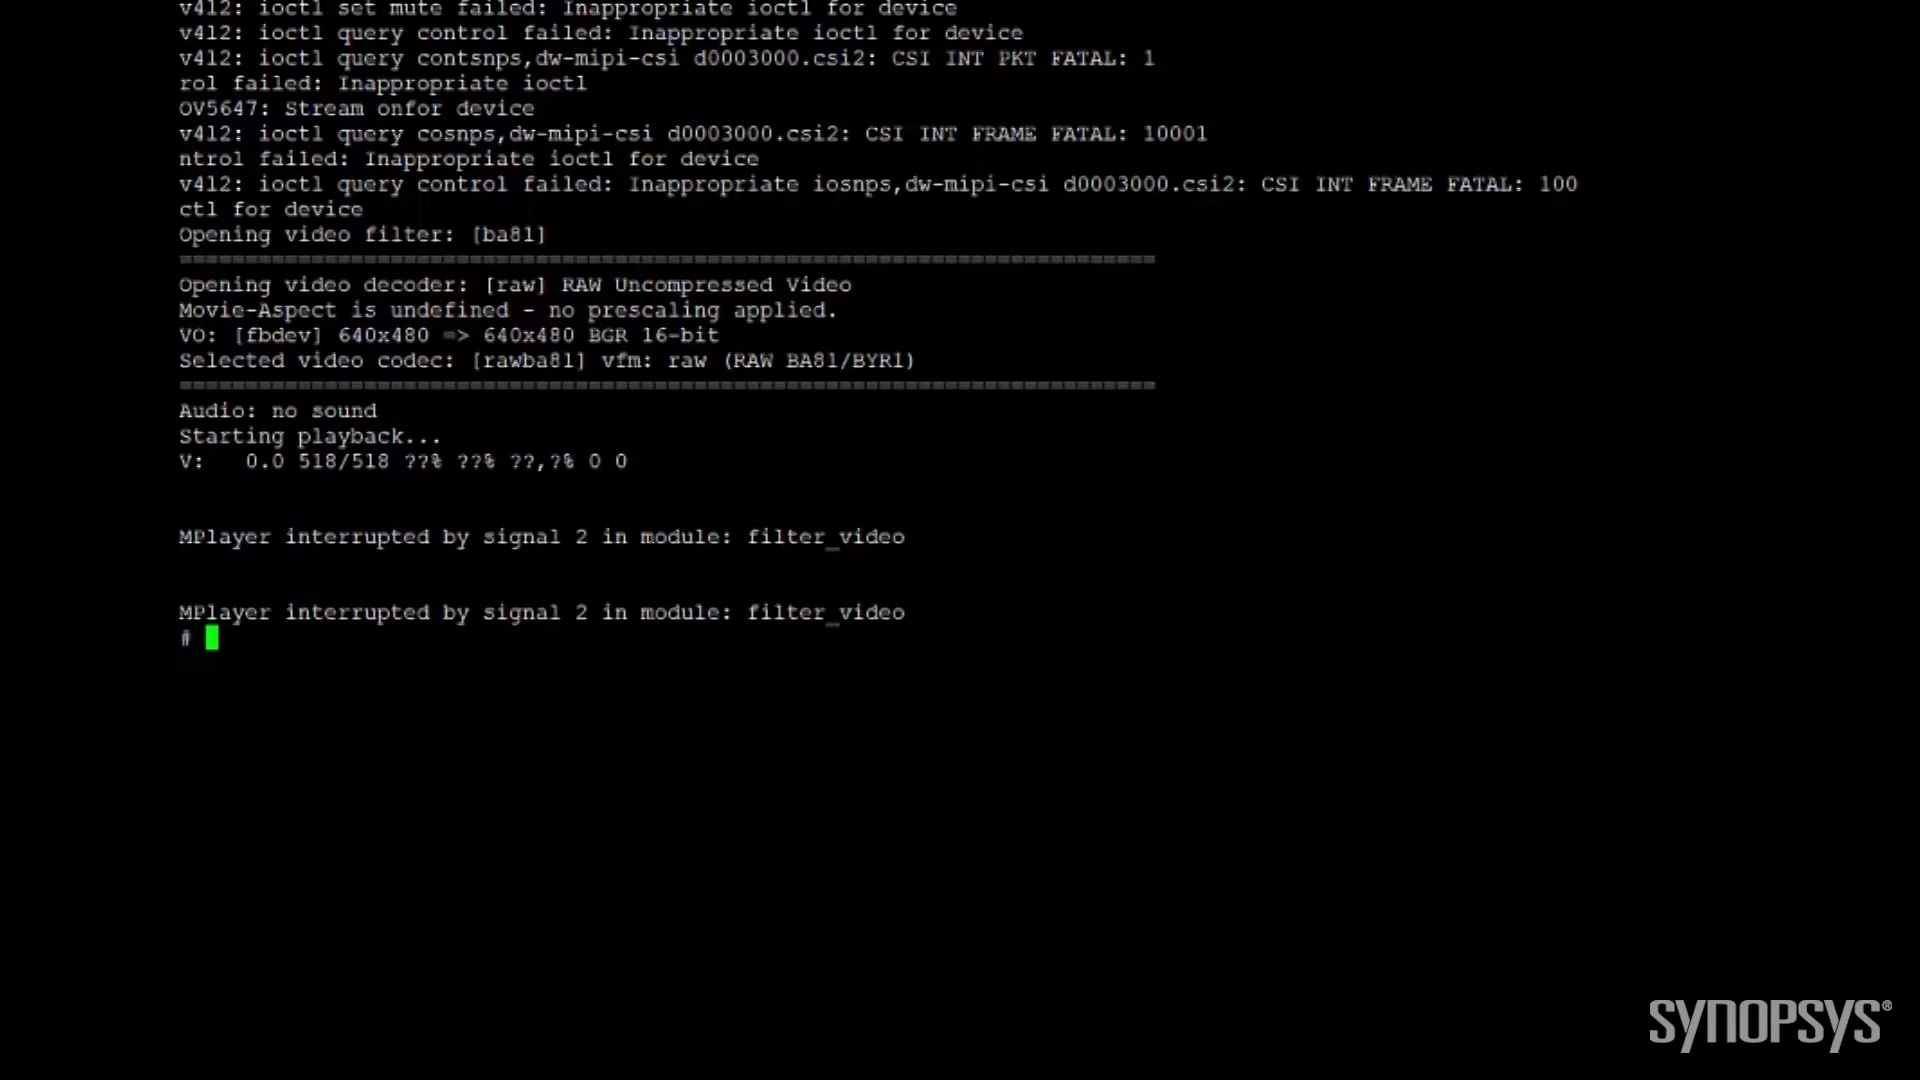 v4l2: ioctl set mute failed: Inappropriate ioctl for device
v4l2: ioctl query control failed: Inappropriate ioctl for device
v4l2: ioctl query contsnps,dw-mipi-csi d0003000.csi2: CSI INT PKT FATAL: 1
rol failed: Inappropriate ioctl
OV5647: Stream onfor device
v4l2: ioctl query cosnps,dw-mipi-csi d0003000.csi2: CSI INT FRAME FATAL: 10001
ntrol failed: Inappropriate ioctl for device
v4l2: ioctl query control failed: Inappropriate iosnps,dw-mipi-csi d0003000.csi2: CSI INT FRAME FATAL: 100
ctl for device
Opening video filter: [ba81]
==========================================================================
Opening video decoder: [raw] RAW Uncompressed Video
Movie-Aspect is undefined - no prescaling applied.
VO: [fbdev] 640x480 => 640x480 BGR 16-bit
Selected video codec: [rawba81] vfm: raw (RAW BA81/BYR1)
==========================================================================
Audio: no sound
Starting playback...
V:   0.0 518/518 ??% ??% ??,?% 0 0
MPlayer interrupted by signal 2 in module: filter_video
MPlayer interrupted by signal 2 in module: filter_video
#
SYNOPSYS®